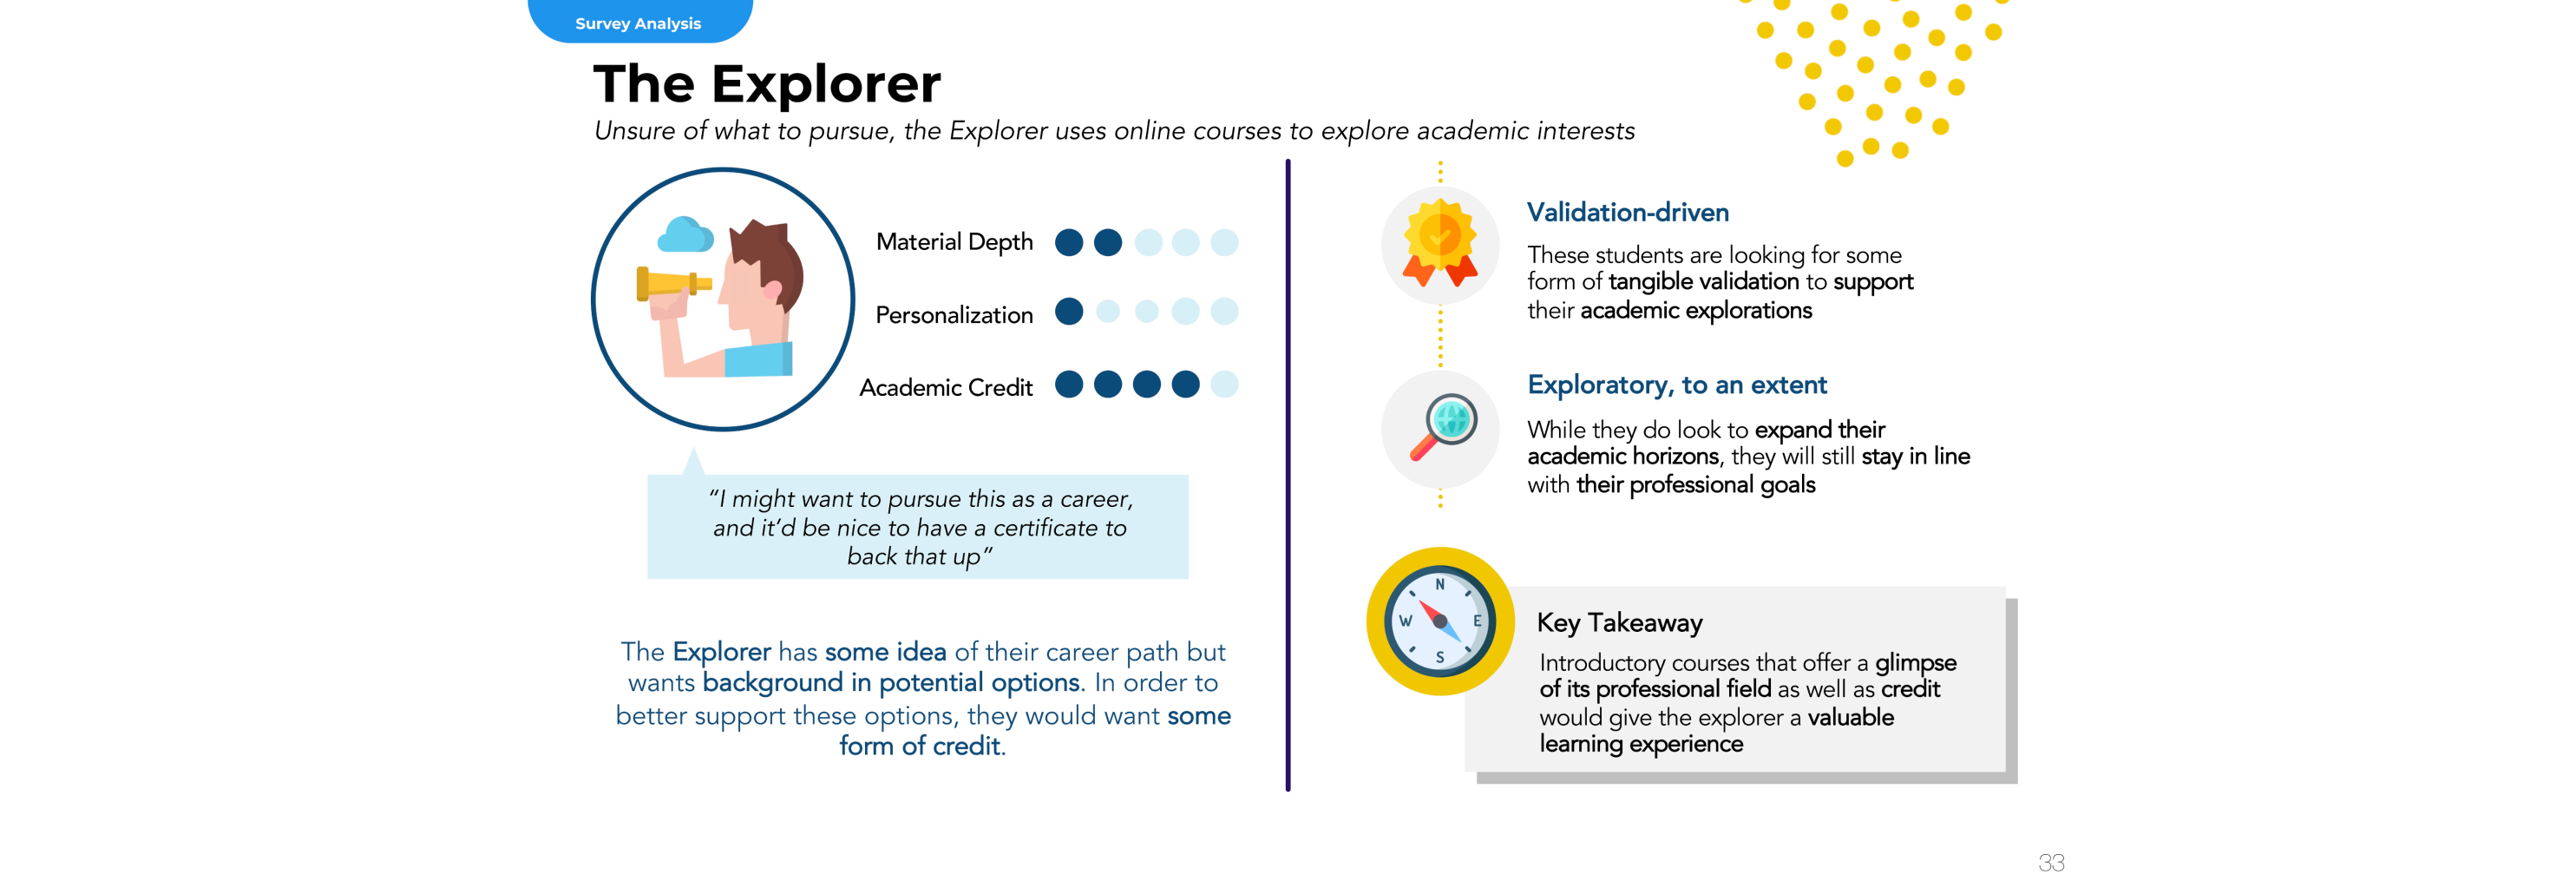 Survey Analysis
The Explorer
Unsure of what to pursue, the Explorer uses online courses to explore academic interests
Material Depth
Personalization
Academic Credit
“I might want to pursue this as a career,
and it’d be nice to have a certificate to
back that up”
The Explorer has some idea of their career path but
wants background in potential options. In order to
better support these options, they would want some
form of credit.
Validation-driven
These students are looking for some
form of tangible validation to support
their academic explorations
Exploratory, to an extent
While they do look to expand their
academic horizons, they will still stay in line
with their professional goals
N
W
E
S
Key Takeaway
Introductory courses that offer a glimpse
of its professional field as well as credit
would give the explorer a valuable
learning experience
33